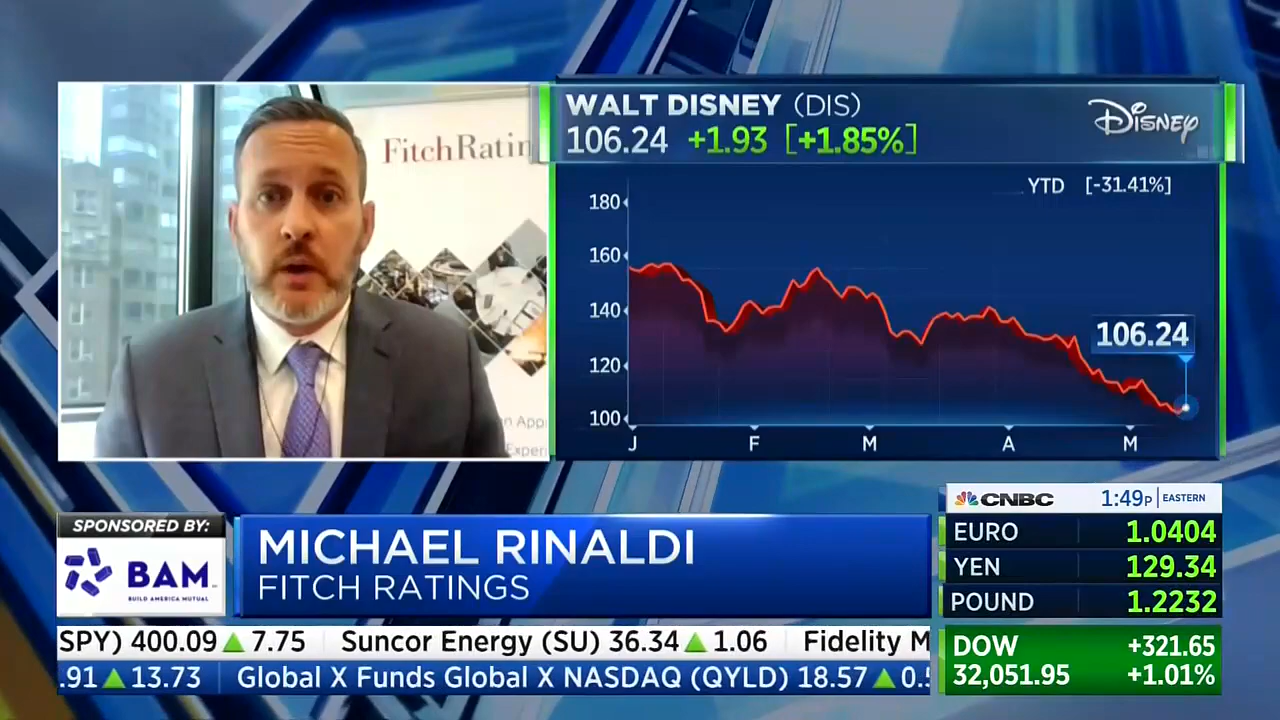 FitchRatin
n App
Experi
WALT DISNEY (DIS)
106.24 +1.93 [+1.85%]
Disney
YTD [-31.41%]
180
160
140
120
100
106.24
J F M A M
SPONSORED BY:
BAM
BUILD AMERICA MUTUAL
MICHAEL RINALDI
FITCH RATINGS
CNBC 1:49P EASTERN
EURO 1.0404
YEN 129.34
POUND 1.2232
DOW +321.65
32,051.95 +1.01%
SPY) 400.09 ▲ 7.75 Suncor Energy (SU) 36.34 ▲ 1.06 Fidelity M
.91 ▲ 13.73 Global X Funds Global X NASDAQ (QYLD) 18.57 ▲ 0.5